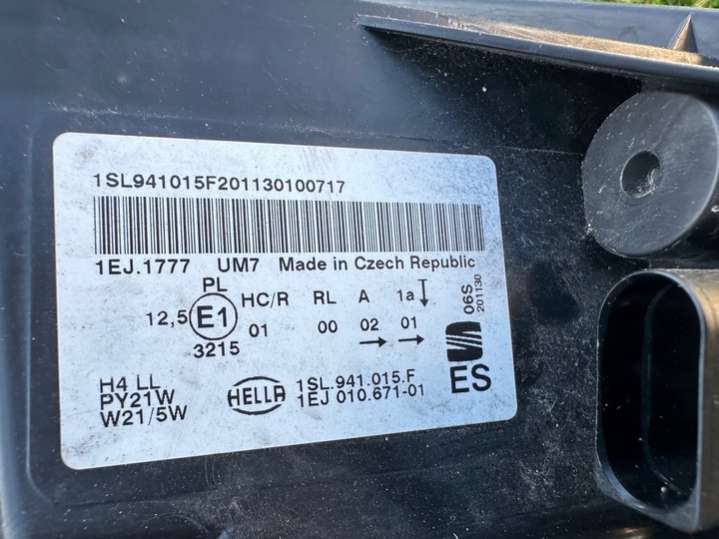 1SL941015F201130100717
1EJ.1777 UM7 Made in Czech Republic
PL
HC/R RL A 1a
12,5 E1 01 00 02 01
3215
06S
201130
H4 LL
PY21W
W21/5W
HELLA
1SL.941.015.F
1EJ 010.671-01
ES